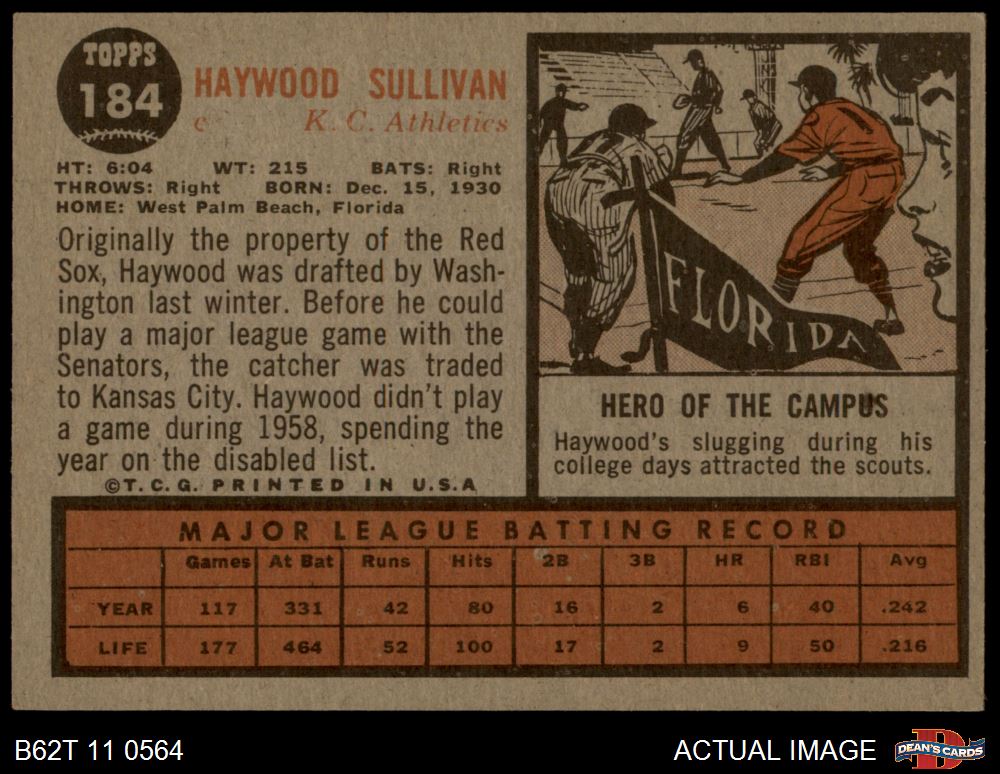 TOPPS
184
HAYWOOD SULLIVAN
c K. C. Athletics
HT: 6:04 WT: 215 BATS: Right
THROWS: Right BORN: Dec. 15, 1930
HOME: West Palm Beach, Florida
Originally the property of the Red
Sox, Haywood was drafted by Wash-
ington last winter. Before he could
play a major league game with the
Senators, the catcher was traded
to Kansas City. Haywood didn't play
a game during 1958, spending the
year on the disabled list.
©T.C.G. PRINTED IN U.S.A
FLORIDA
HERO OF THE CAMPUS
Haywood's slugging during his
college days attracted the scouts.
MAJOR LEAGUE BATTING RECORD
Games At Bat Runs Hits 2B 3B HR RBI Avg
YEAR 117 331 42 80 16 2 6 40 .242
LIFE 177 464 52 100 17 2 9 50 .216
B62T 11 0564
ACTUAL IMAGE
D
DEAN'S CARDS